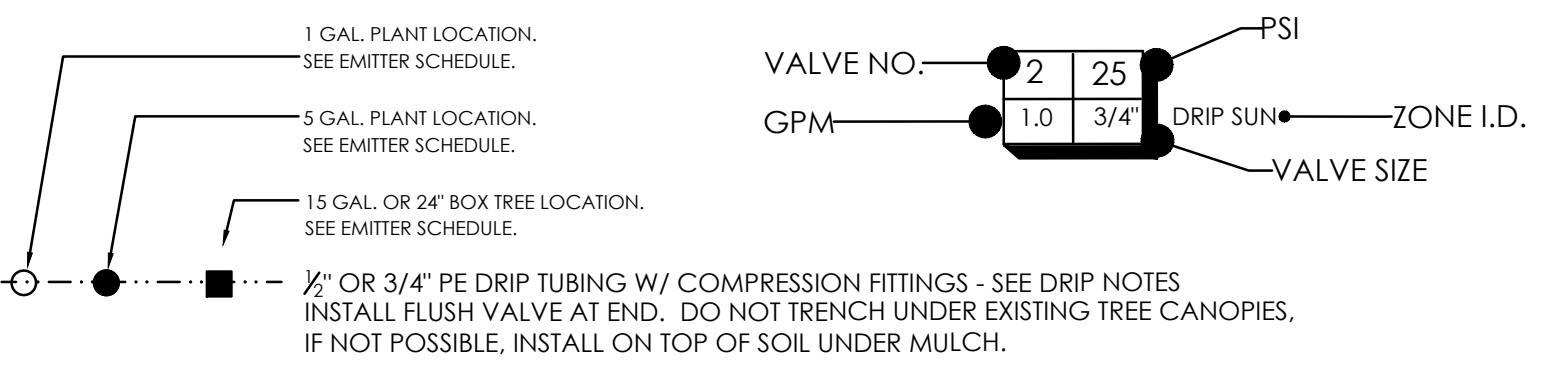 1 GAL. PLANT LOCATION.
SEE EMITTER SCHEDULE.
5 GAL. PLANT LOCATION.
SEE EMITTER SCHEDULE.
15 GAL. OR 24" BOX TREE LOCATION.
SEE EMITTER SCHEDULE.
½" OR 3/4" PE DRIP TUBING W/ COMPRESSION FITTINGS - SEE DRIP NOTES
INSTALL FLUSH VALVE AT END. DO NOT TRENCH UNDER EXISTING TREE CANOPIES,
IF NOT POSSIBLE, INSTALL ON TOP OF SOIL UNDER MULCH.
PSI
VALVE NO.
2 25
GPM
1.0 3/4"
DRIP SUN
ZONE I.D.
VALVE SIZE